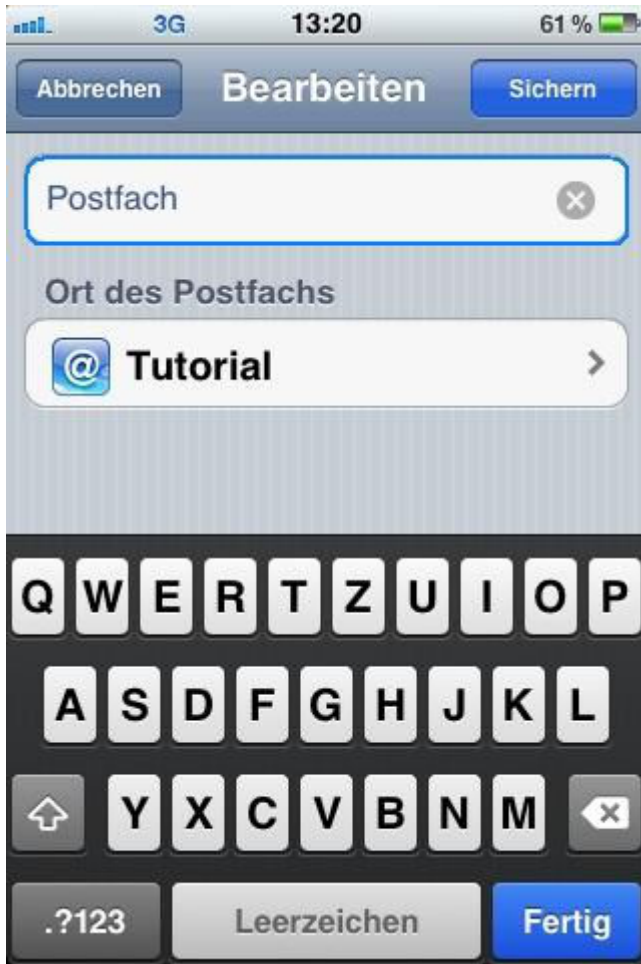 3G 13:20 61 %
Abbrechen Bearbeiten Sichern
Postfach
Ort des Postfachs
@ Tutorial
Q W E R T Z U I O P
A S D F G H J K L
Y X C V B N M
.?123 Leerzeichen Fertig